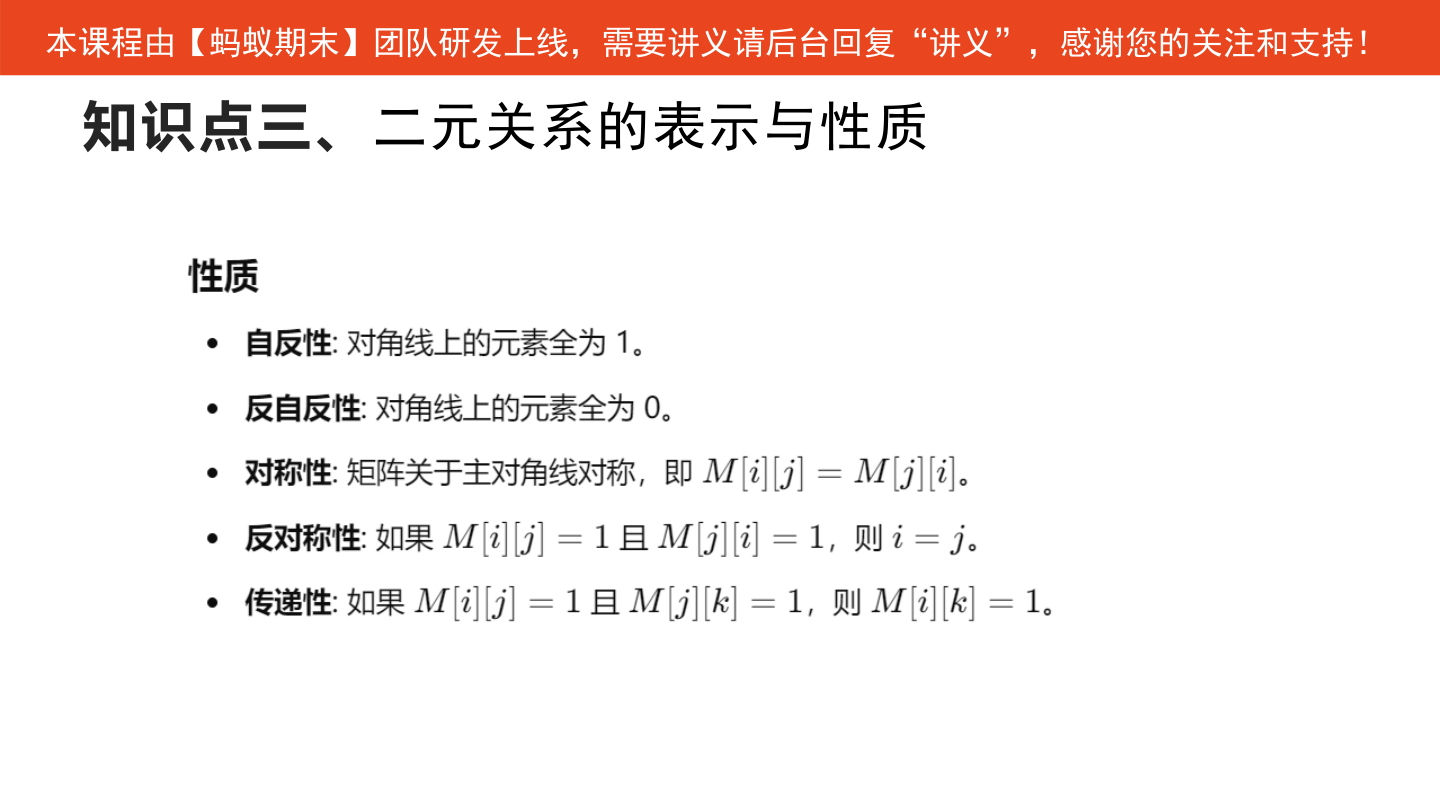 本课程由【蚂蚁期末】团队研发上线，需要讲义请后台回复“讲义”，感谢您的关注和支持！
知识点三、二元关系的表示与性质
性质
• 自反性: 对角线上的元素全为 1。
• 反自反性: 对角线上的元素全为 0。
• 对称性: 矩阵关于主对角线对称，即 M[i][j] = M[j][i]。
• 反对称性: 如果 M[i][j] = 1 且 M[j][i] = 1，则 i = j。
• 传递性: 如果 M[i][j] = 1 且 M[j][k] = 1，则 M[i][k] = 1。